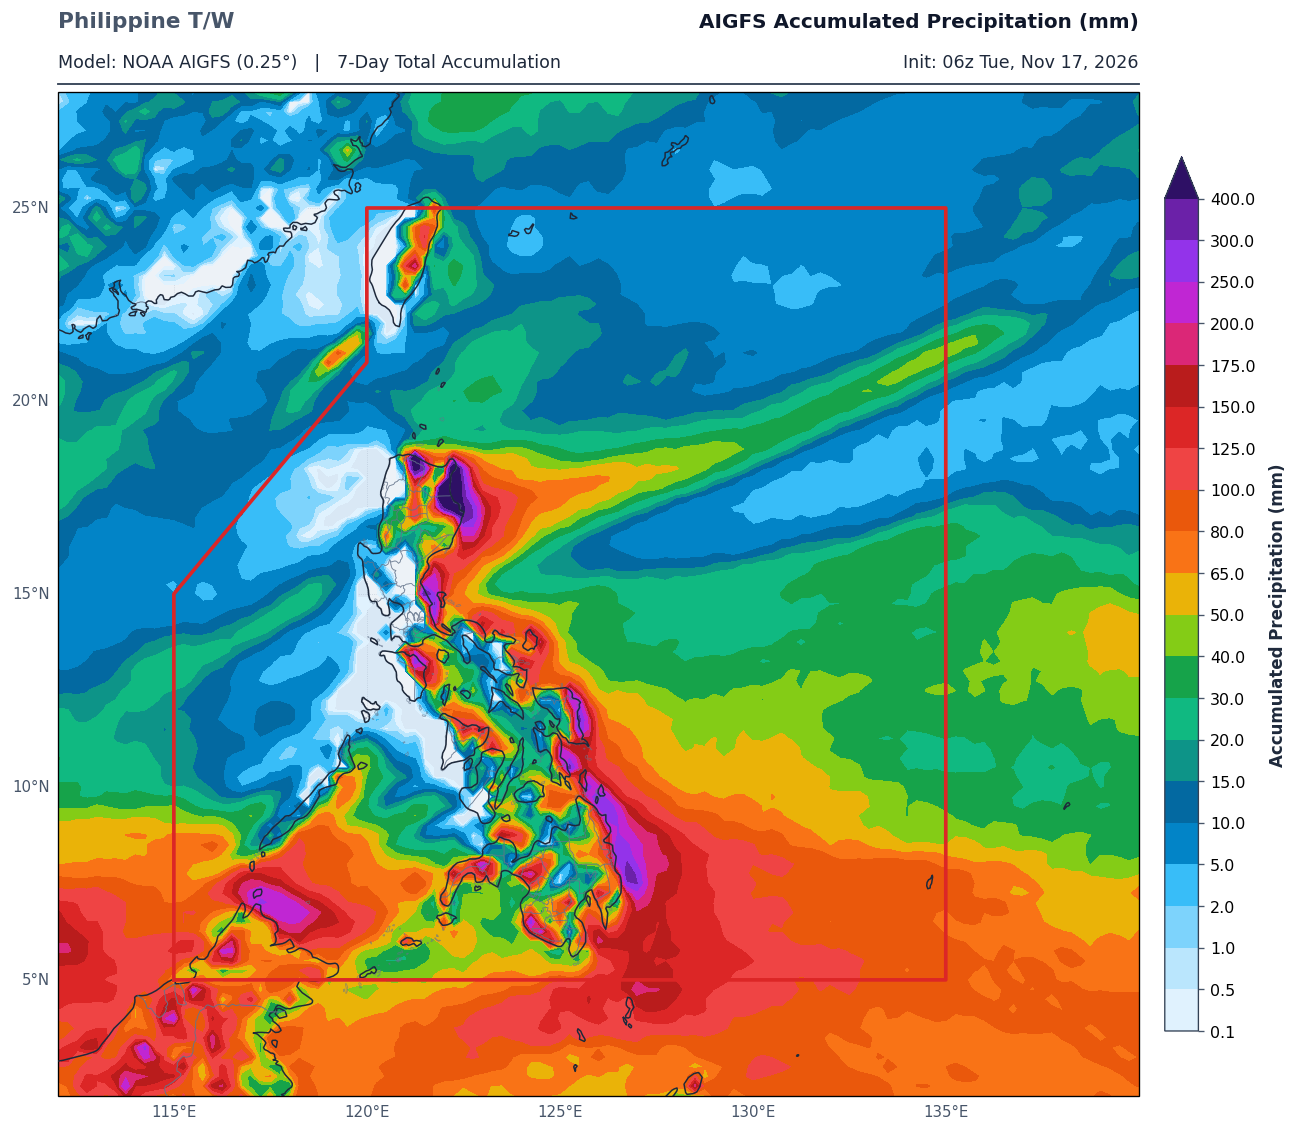 Philippine T/W
AIGFS Accumulated Precipitation (mm)
Model: NOAA AIGFS (0.25°) | 7-Day Total Accumulation
Init: 06z Tue, Nov 17, 2026
25°N
20°N
15°N
10°N
5°N
115°E
120°E
125°E
130°E
135°E
400.0
300.0
250.0
200.0
175.0
150.0
125.0
100.0
80.0
65.0
50.0
40.0
30.0
20.0
15.0
10.0
5.0
2.0
1.0
0.5
0.1
Accumulated Precipitation (mm)